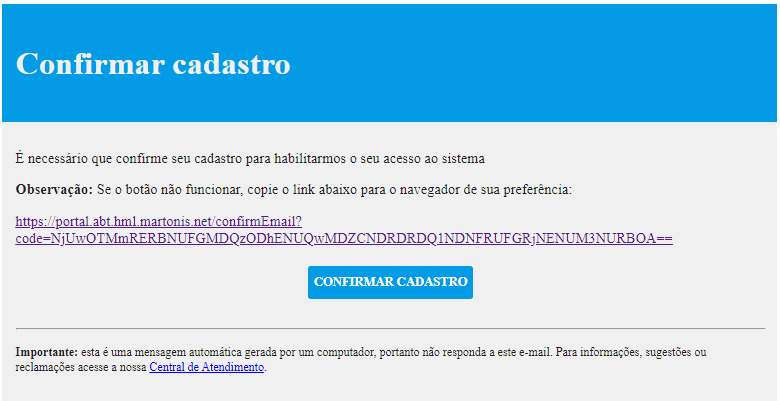 Confirmar cadastro
É necessário que confirme seu cadastro para habilitarmos o seu acesso ao sistema
Observação: Se o botão não funcionar, copie o link abaixo para o navegador de sua preferência:
https://portal.abt.hml.martonis.net/confirmEmail?
code=NjUwOTMmRERBNUFGMDQzODhENUQwMDZCNDRDRDQ1NDNFRUFGRjNENUM3NURBOA==
CONFIRMAR CADASTRO
Importante: esta é uma mensagem automática gerada por um computador, portanto não responda a este e-mail. Para informações, sugestões ou
reclamações acesse a nossa Central de Atendimento.